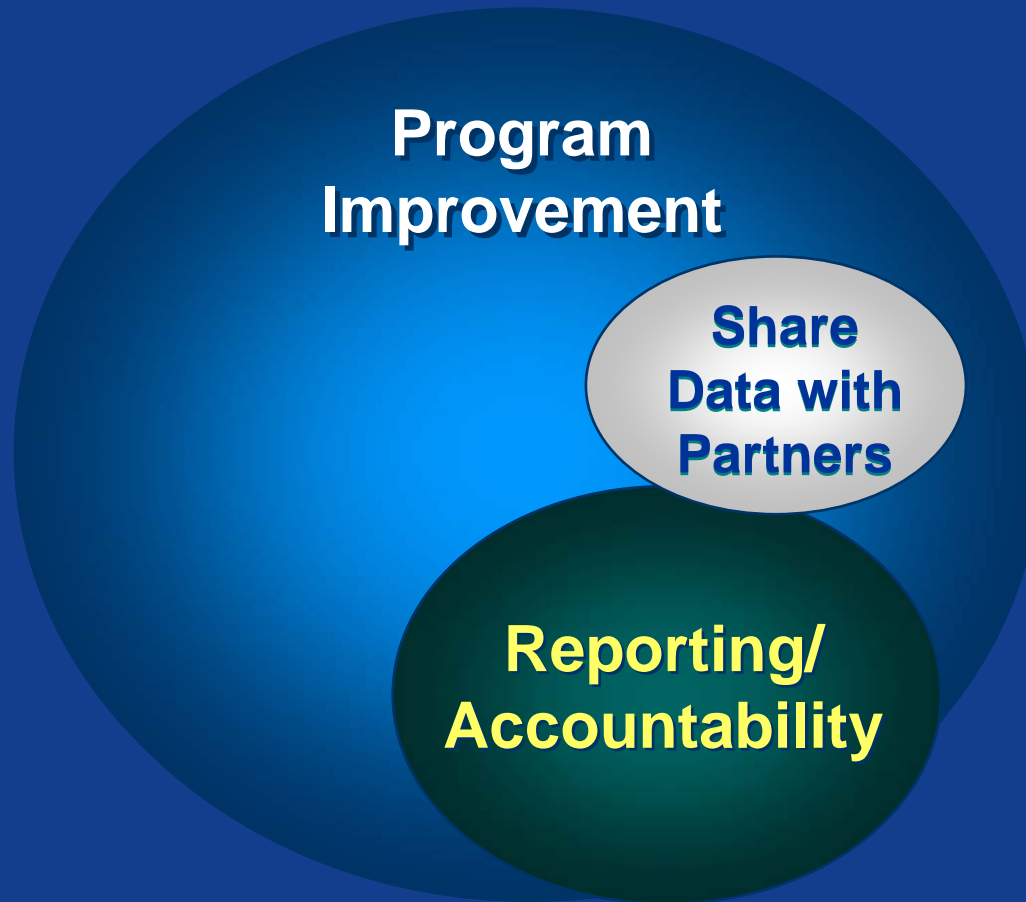 Program
Improvement
Share
Data with
Partners
Reporting/
Accountability